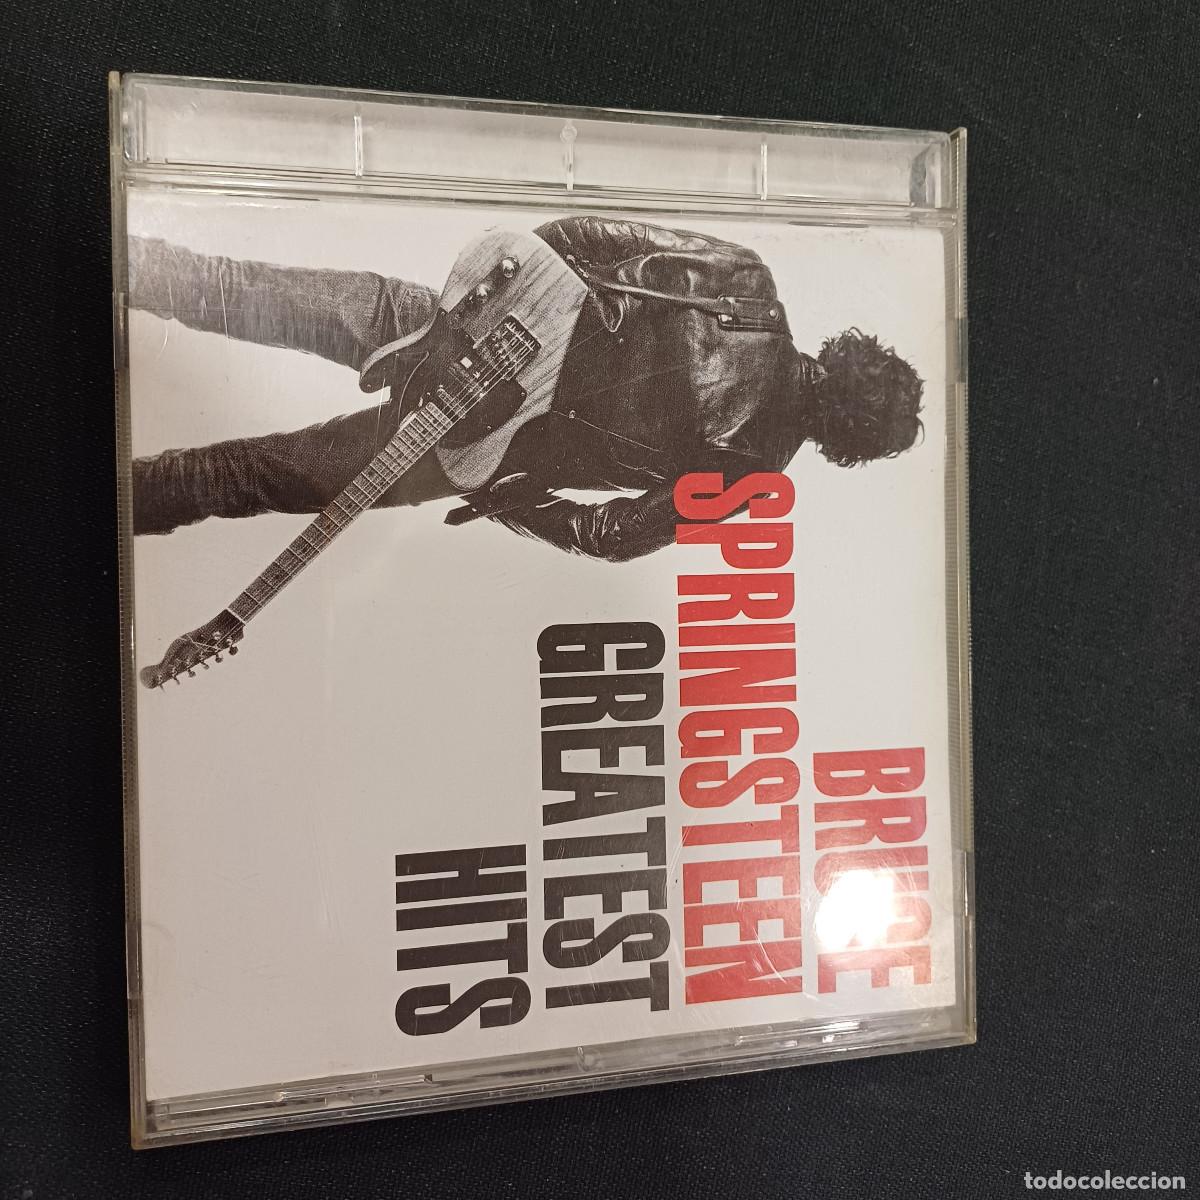 BRUCE
SPRINGSTEEN
GREATEST
HITS
todocoleccion